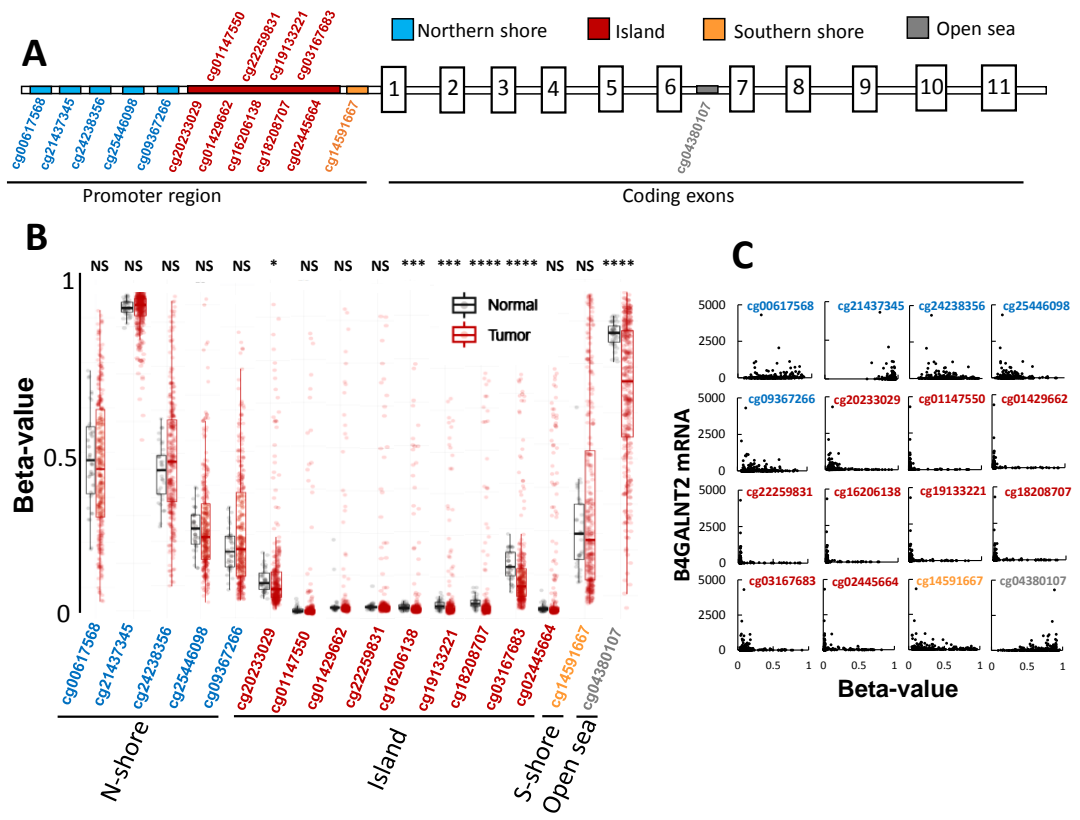 A
Northern shore
Island
Southern shore
Open sea
cg01147550
cg22259831
cg19133221
cg03167683
1
2
3
4
5
6
7
8
9
10
11
cg00617568
cg21437345
cg24238356
cg25446098
cg09367266
cg20233029
cg01429662
cg16206138
cg18208707
cg02445664
cg14591667
cg04380107
Promoter region
Coding exons
B
NS NS NS NS NS * NS NS NS *** *** **** **** NS NS ****
1
0.5
0
Beta-value
Normal
Tumor
cg00617568
cg21437345
cg24238356
cg25446098
cg09367266
cg20233029
cg01147550
cg01429662
cg22259831
cg16206138
cg19133221
cg18208707
cg03167683
cg02445664
cg14591667
cg04380107
N-shore
Island
S-shore
Open sea
C
B4GALNT2 mRNA
5000
2500
0
cg00617568 cg21437345 cg24238356 cg25446098
5000
2500
0
cg09367266 cg20233029 cg01147550 cg01429662
5000
2500
0
cg22259831 cg16206138 cg19133221 cg18208707
5000
2500
0
cg03167683 cg02445664 cg14591667 cg04380107
0 0.5 1 0 0.5 1 0 0.5 1 0 0.5 1
Beta-value